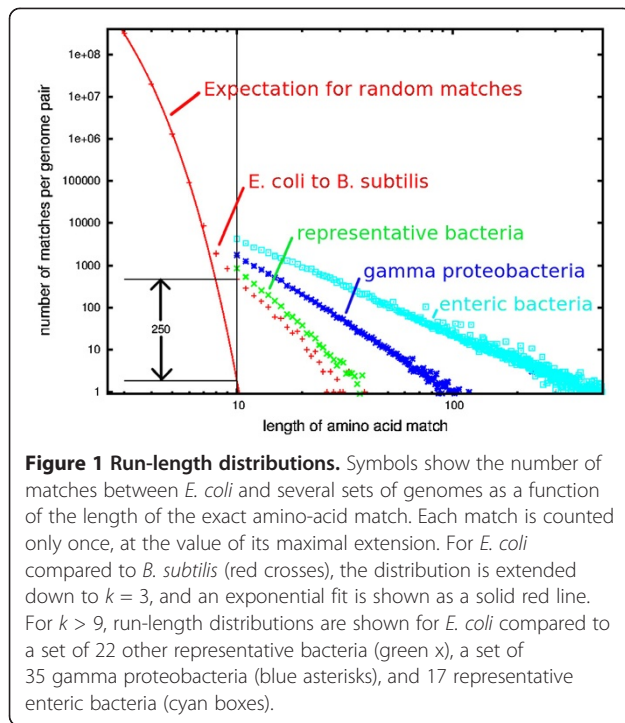 1e+08
1e+07
1e+06
100000
10000
1000
100
10
1
number of matches per genome pair
Expectation for random matches
E. coli to B. subtilis
representative bacteria
gamma proteobacteria
enteric bacteria
250
10
100
length of amino acid match
Figure 1 Run-length distributions. Symbols show the number of
matches between E. coli and several sets of genomes as a function
of the length of the exact amino-acid match. Each match is counted
only once, at the value of its maximal extension. For E. coli
compared to B. subtilis (red crosses), the distribution is extended
down to k = 3, and an exponential fit is shown as a solid red line.
For k > 9, run-length distributions are shown for E. coli compared to
a set of 22 other representative bacteria (green x), a set of
35 gamma proteobacteria (blue asterisks), and 17 representative
enteric bacteria (cyan boxes).